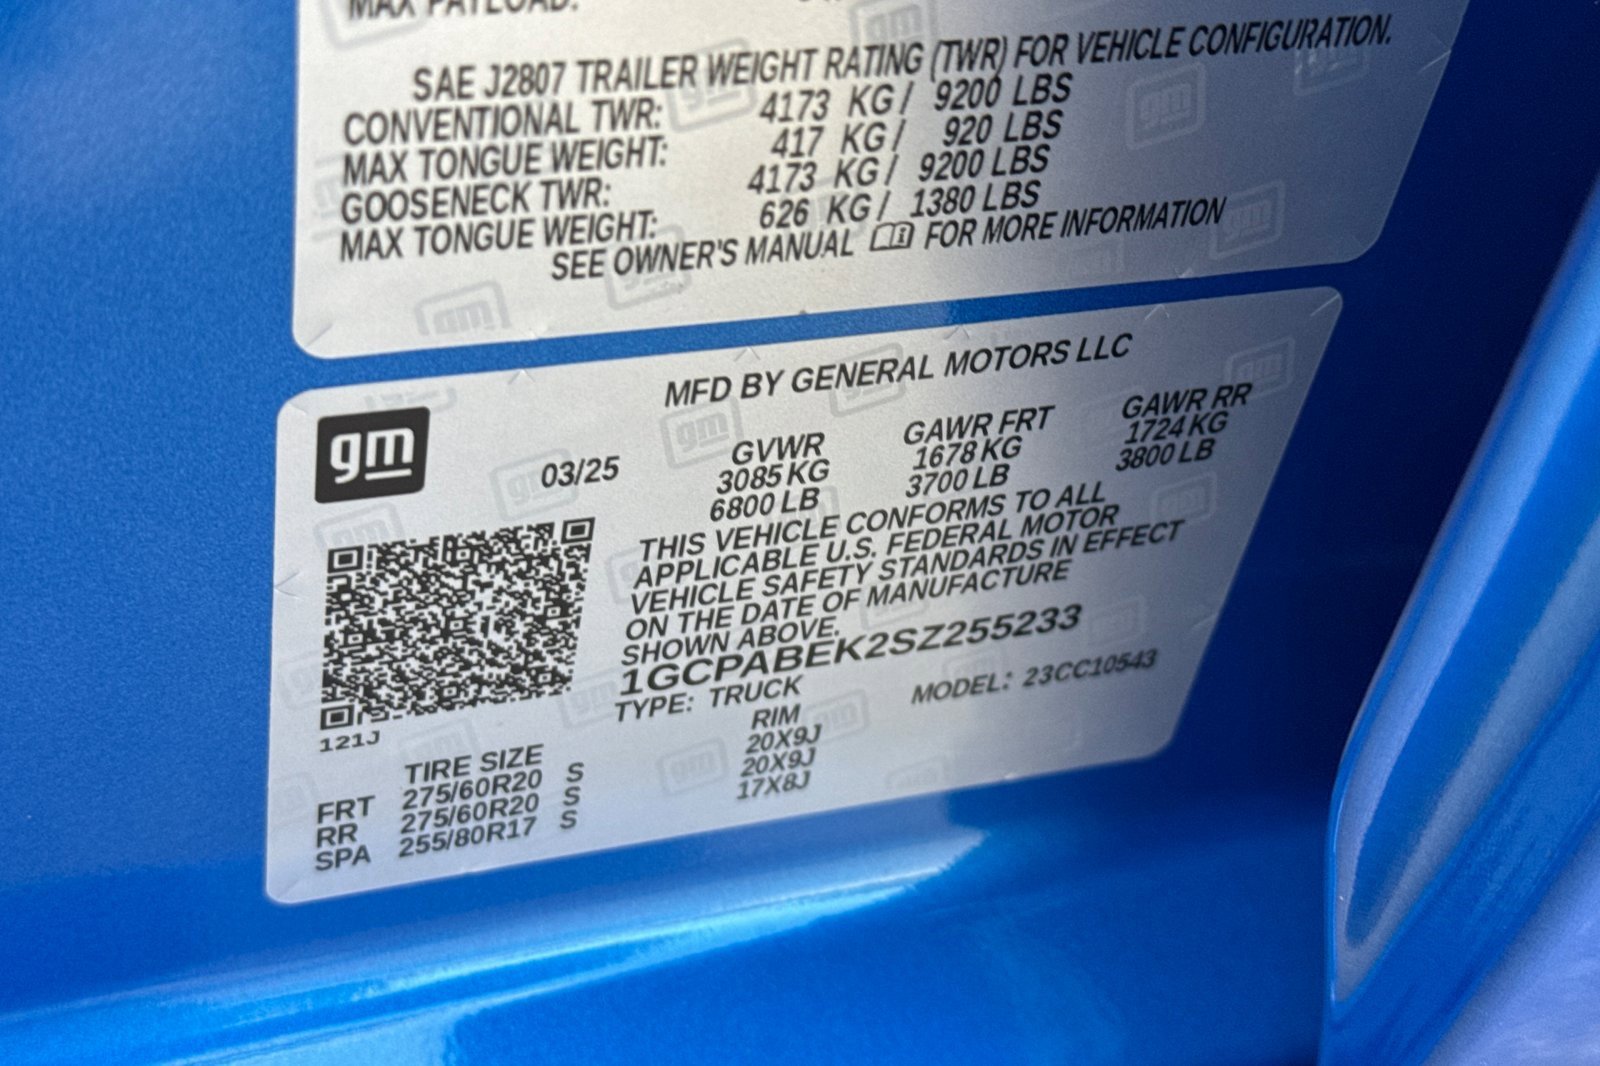 MAX PAYLOAD:
SAE J2807 TRAILER WEIGHT RATING (TWR) FOR VEHICLE CONFIGURATION.
CONVENTIONAL TWR: 4173 KG / 9200 LBS
MAX TONGUE WEIGHT: 417 KG / 920 LBS
GOOSENECK TWR: 4173 KG / 9200 LBS
MAX TONGUE WEIGHT: 626 KG / 1380 LBS
SEE OWNER'S MANUAL FOR MORE INFORMATION
MFD BY GENERAL MOTORS LLC
gm
03/25
GVWR GAWR FRT GAWR RR
3085 KG 1678 KG 1724 KG
6800 LB 3700 LB 3800 LB
THIS VEHICLE CONFORMS TO ALL
APPLICABLE U.S. FEDERAL MOTOR
VEHICLE SAFETY STANDARDS IN EFFECT
ON THE DATE OF MANUFACTURE
SHOWN ABOVE.
1GCPABEK2SZ255233
TYPE: TRUCK MODEL: 23CC10543
121J
TIRE SIZE RIM
FRT 275/60R20 S 20X9J
RR 275/60R20 S 20X9J
SPA 255/80R17 S 17X8J